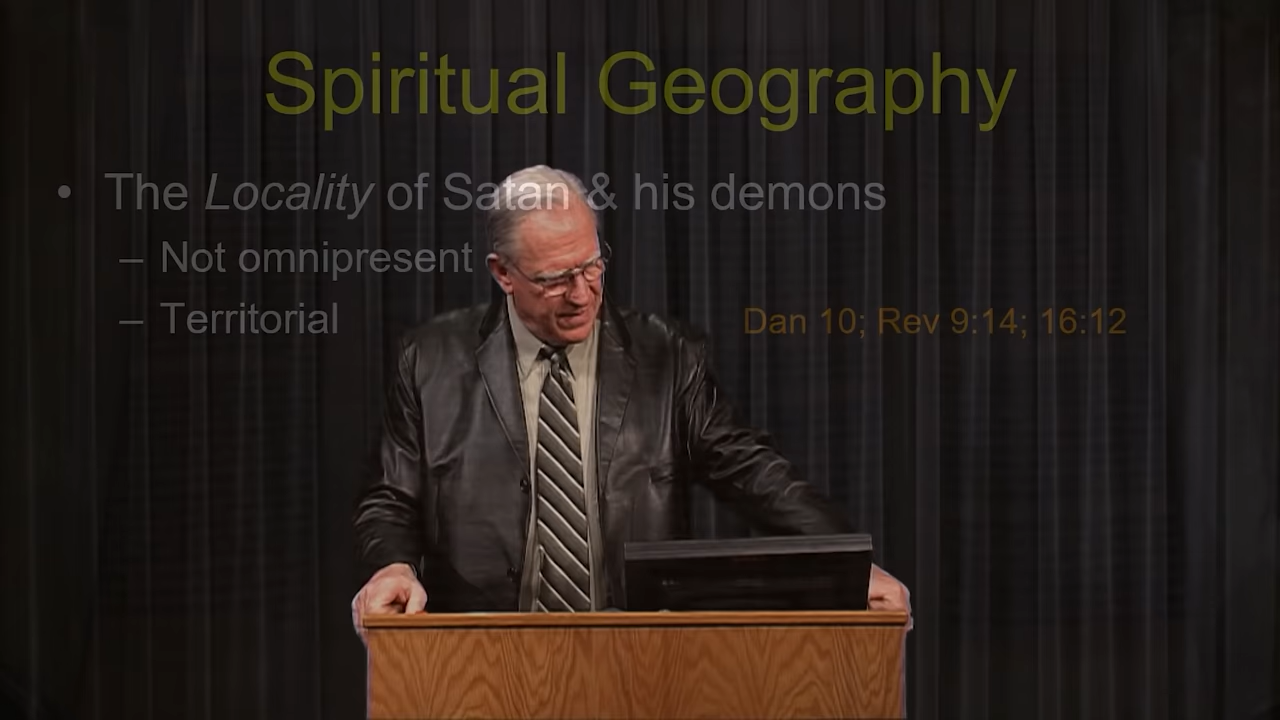 Spiritual Geography
• The Locality of Satan & his demons
– Not omnipresent
– Territorial Dan 10; Rev 9:14; 16:12